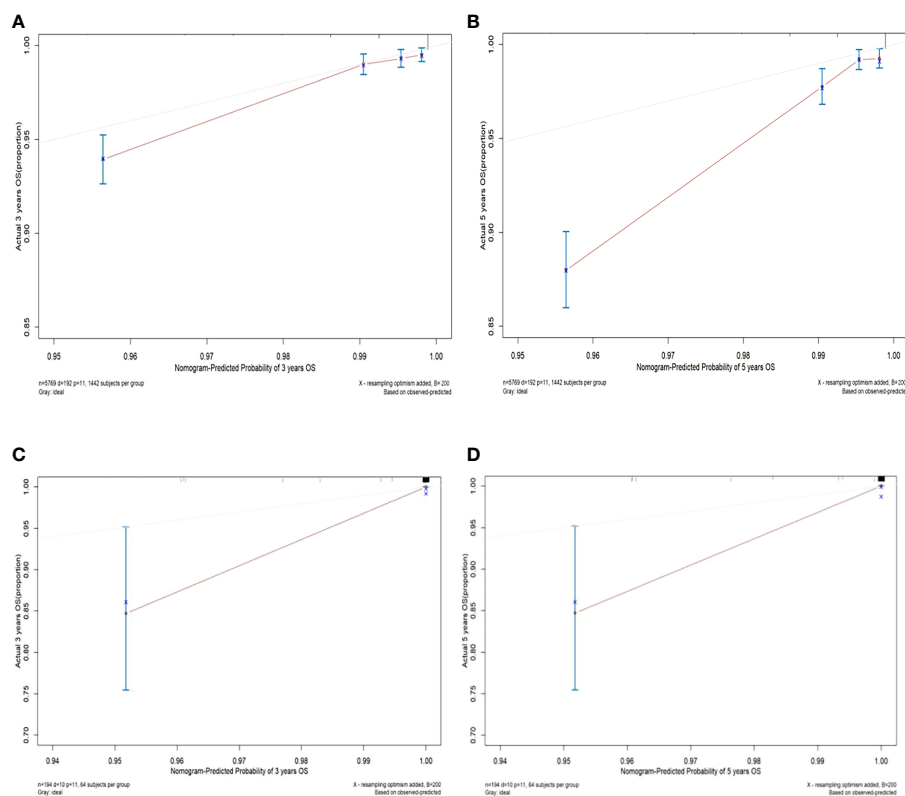 A
Actual 3 years OS(proportion)
1.00
0.95
0.90
0.85
0.95 0.96 0.97 0.98 0.99 1.00
Nomogram-Predicted Probability of 3 years OS
n=5769 d=192 p=11, 1442 subjects per group
Gray: ideal
X - resampling optimism added, B=200
Based on observed-predicted
B
Actual 5 years OS(proportion)
1.00
0.95
0.90
0.85
0.95 0.96 0.97 0.98 0.99 1.00
Nomogram-Predicted Probability of 5 years OS
n=5769 d=192 p=11, 1442 subjects per group
Gray: ideal
X - resampling optimism added, B=200
Based on observed-predicted
C
Actual 3 years OS(proportion)
1.00
0.95
0.90
0.85
0.80
0.75
0.70
0.94 0.95 0.96 0.97 0.98 0.99 1.00
Nomogram-Predicted Probability of 3 years OS
n=194 d=10 p=11, 64 subjects per group
Gray: ideal
X - resampling optimism added, B=200
Based on observed-predicted
D
Actual 5 years OS(proportion)
1.00
0.95
0.90
0.85
0.80
0.75
0.70
0.94 0.95 0.96 0.97 0.98 0.99 1.00
Nomogram-Predicted Probability of 5 years OS
n=194 d=10 p=11, 64 subjects per group
Gray: ideal
X - resampling optimism added, B=200
Based on observed-predicted